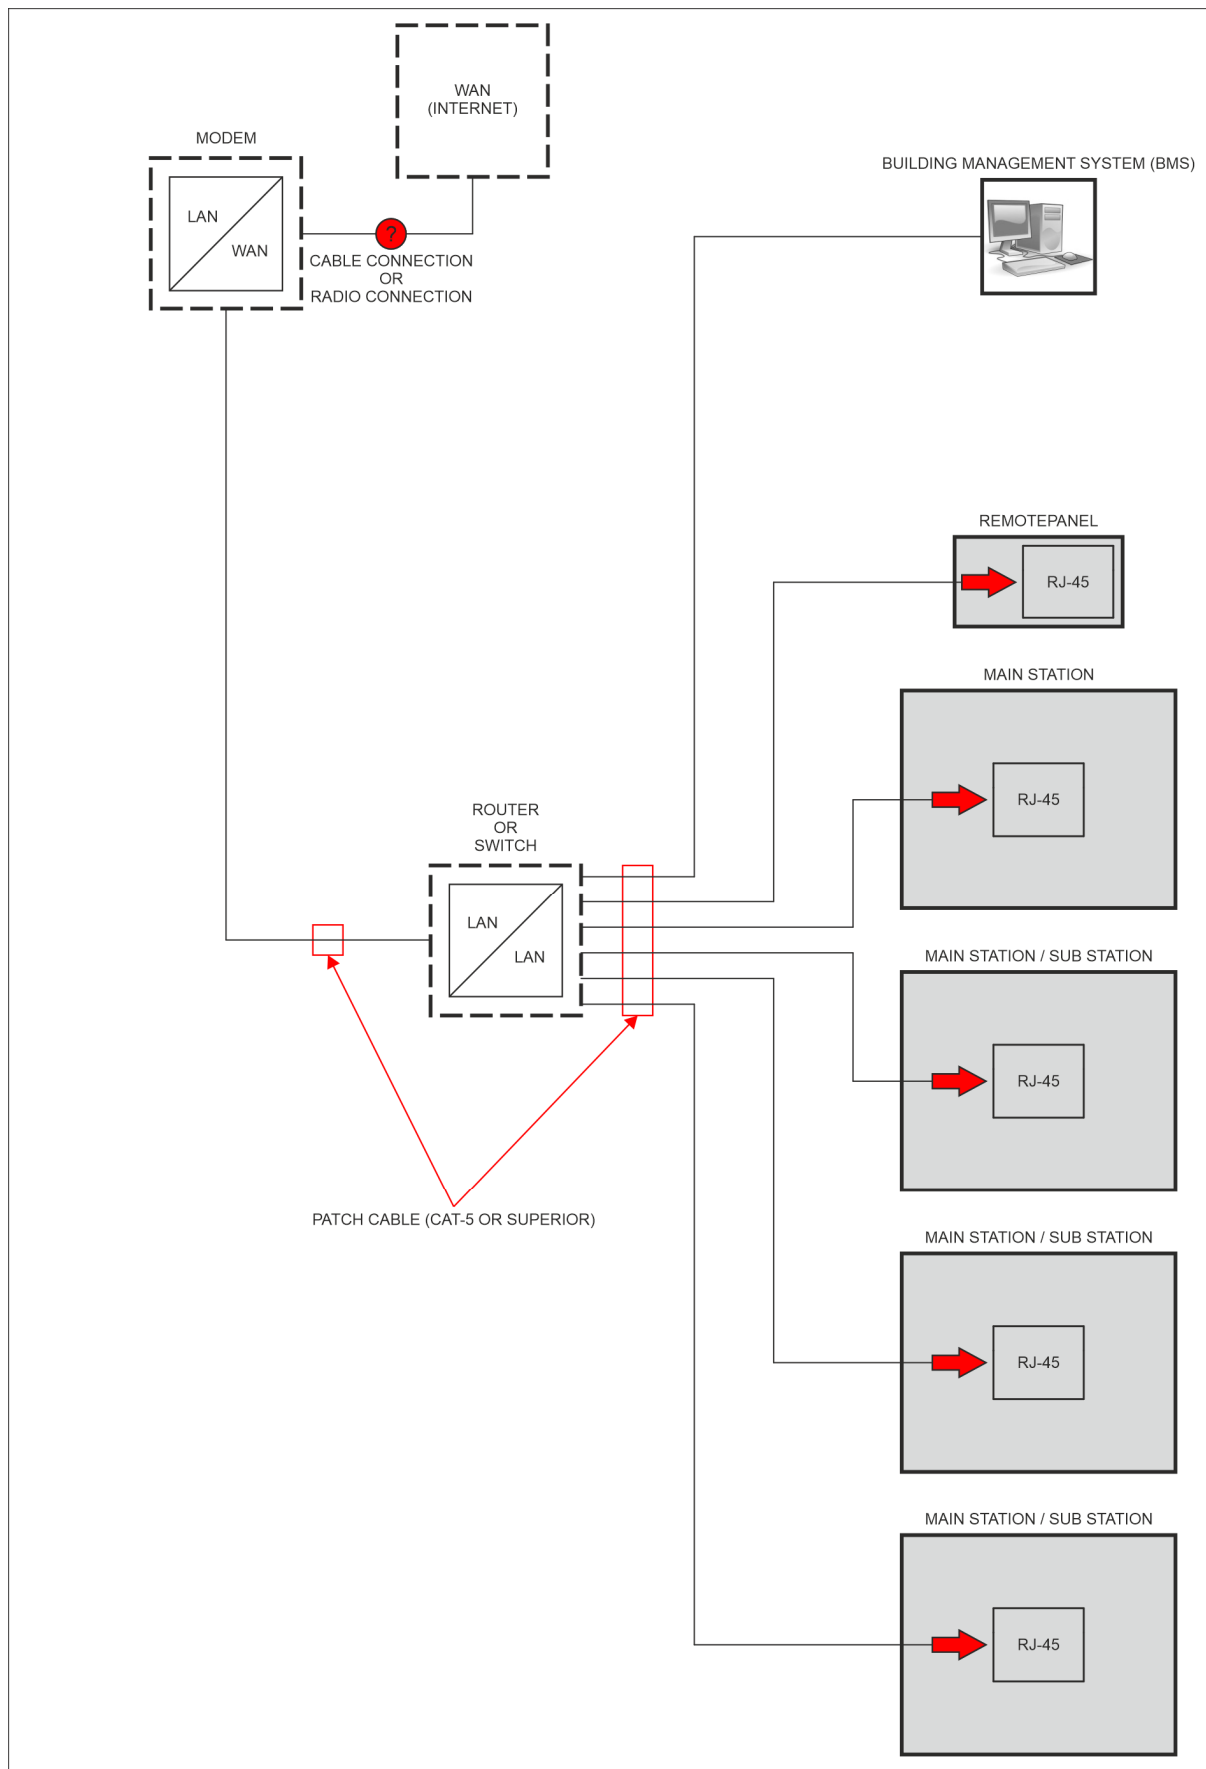 WAN
(INTERNET)
MODEM
LAN
WAN
?
CABLE CONNECTION
OR
RADIO CONNECTION
BUILDING MANAGEMENT SYSTEM (BMS)
REMOTEPANEL
RJ-45
MAIN STATION
RJ-45
ROUTER
OR
SWITCH
LAN
LAN
MAIN STATION / SUB STATION
RJ-45
PATCH CABLE (CAT-5 OR SUPERIOR)
MAIN STATION / SUB STATION
RJ-45
MAIN STATION / SUB STATION
RJ-45